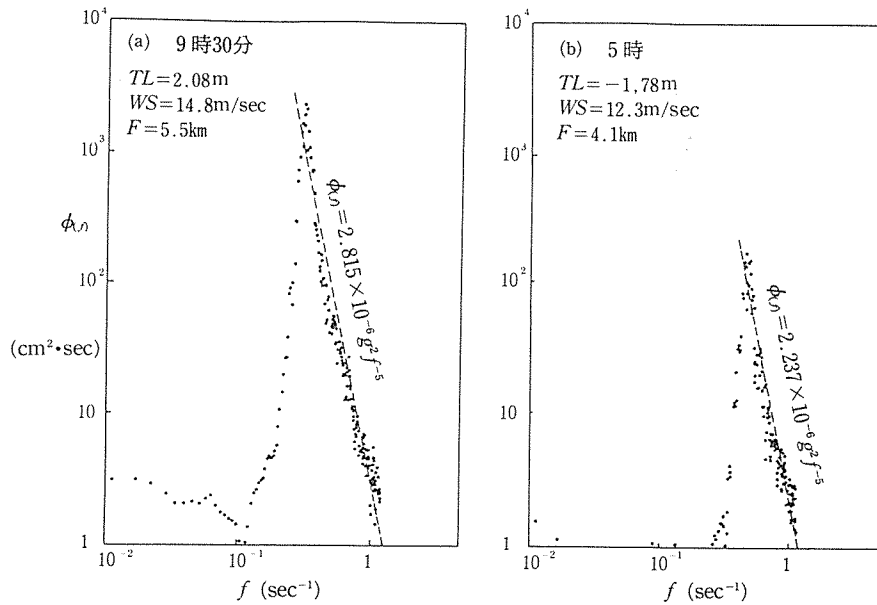 (a) 9時30分
TL=2.08m
WS=14.8m/sec
F=5.5km
10⁴
10³
10²
10
1
ϕ(f)
(cm²•sec)
ϕ(f)=2.815×10⁻⁶g²f⁻⁵
10⁻²
10⁻¹
1
f (sec⁻¹)
(b) 5時
TL=−1,78m
WS=12.3m/sec
F=4.1km
10⁴
10³
10²
10
1
ϕ(f)=2.237×10⁻⁶g²f⁻⁵
10⁻²
10⁻¹
1
f (sec⁻¹)